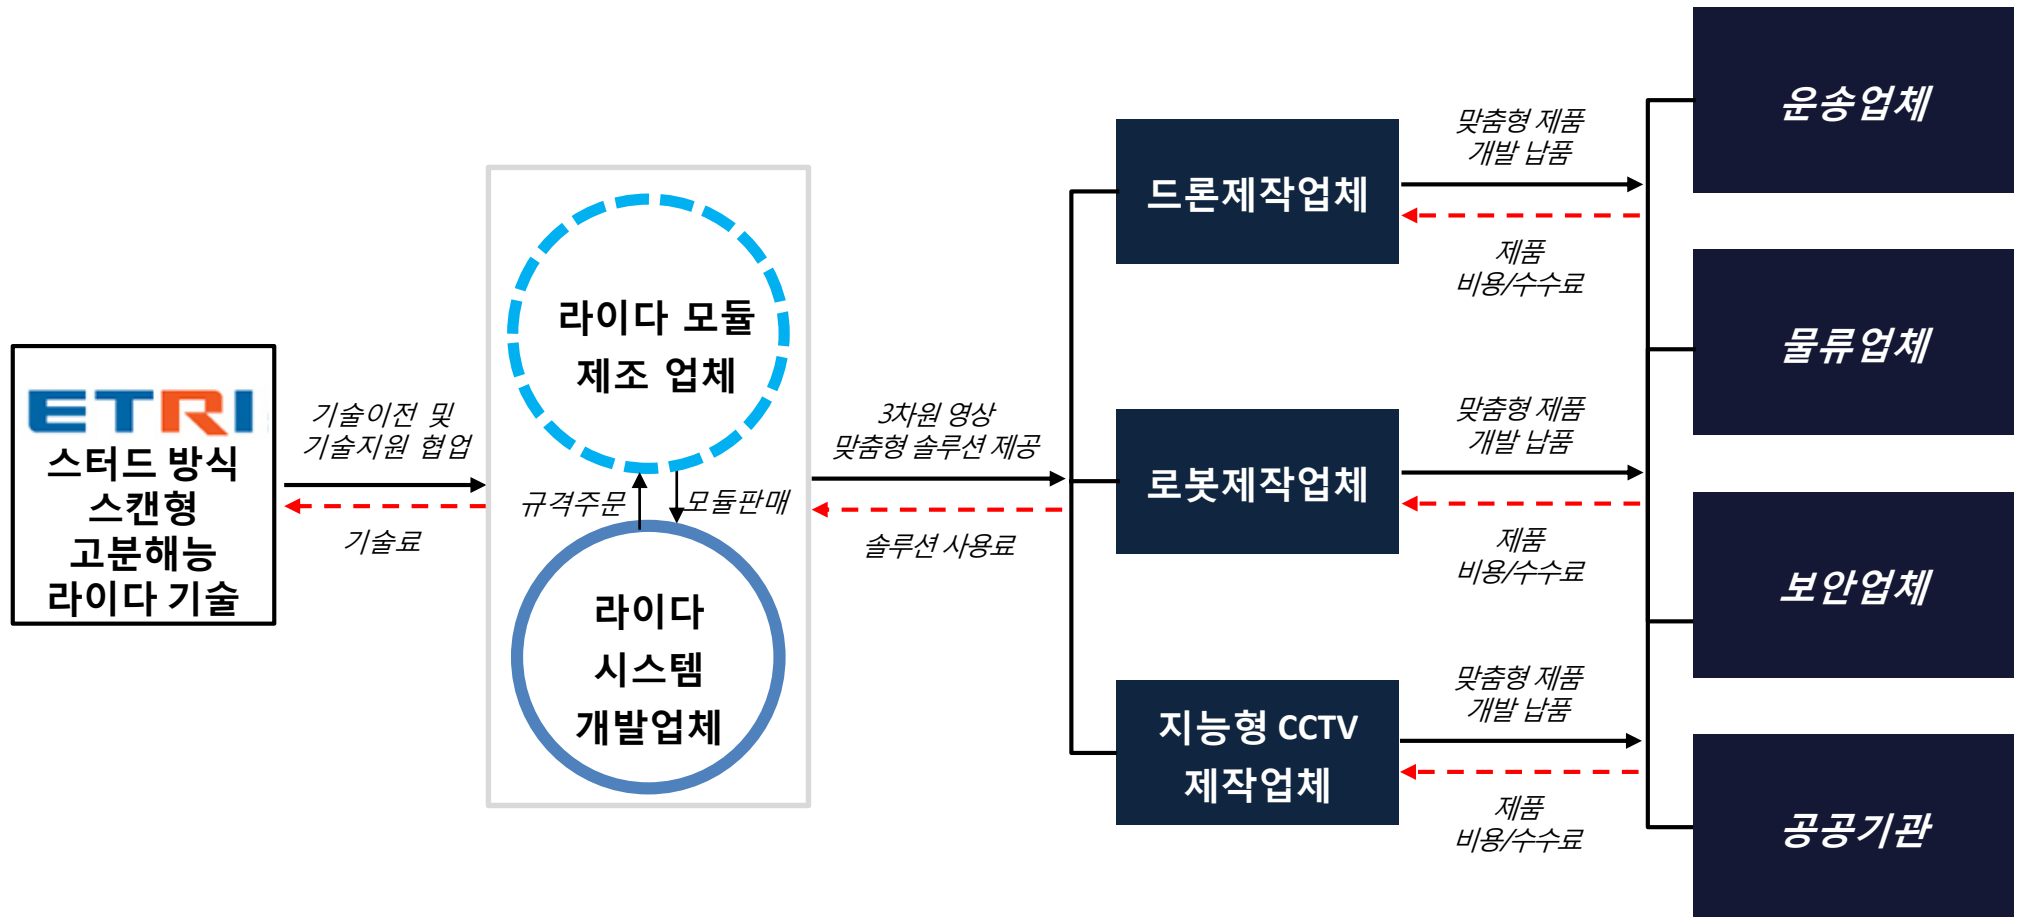 ETRI
스터드 방식
스캔형
고분해능
라이다 기술
기술이전 및
기술지원 협업
기술료
라이다 모듈
제조 업체
규격주문
모듈판매
라이다
시스템
개발업체
3차원 영상
맞춤형 솔루션 제공
솔루션 사용료
드론제작업체
로봇제작업체
지능형 CCTV
제작업체
맞춤형 제품
개발 납품
제품
비용/수수료
맞춤형 제품
개발 납품
제품
비용/수수료
맞춤형 제품
개발 납품
제품
비용/수수료
운송업체
물류업체
보안업체
공공기관